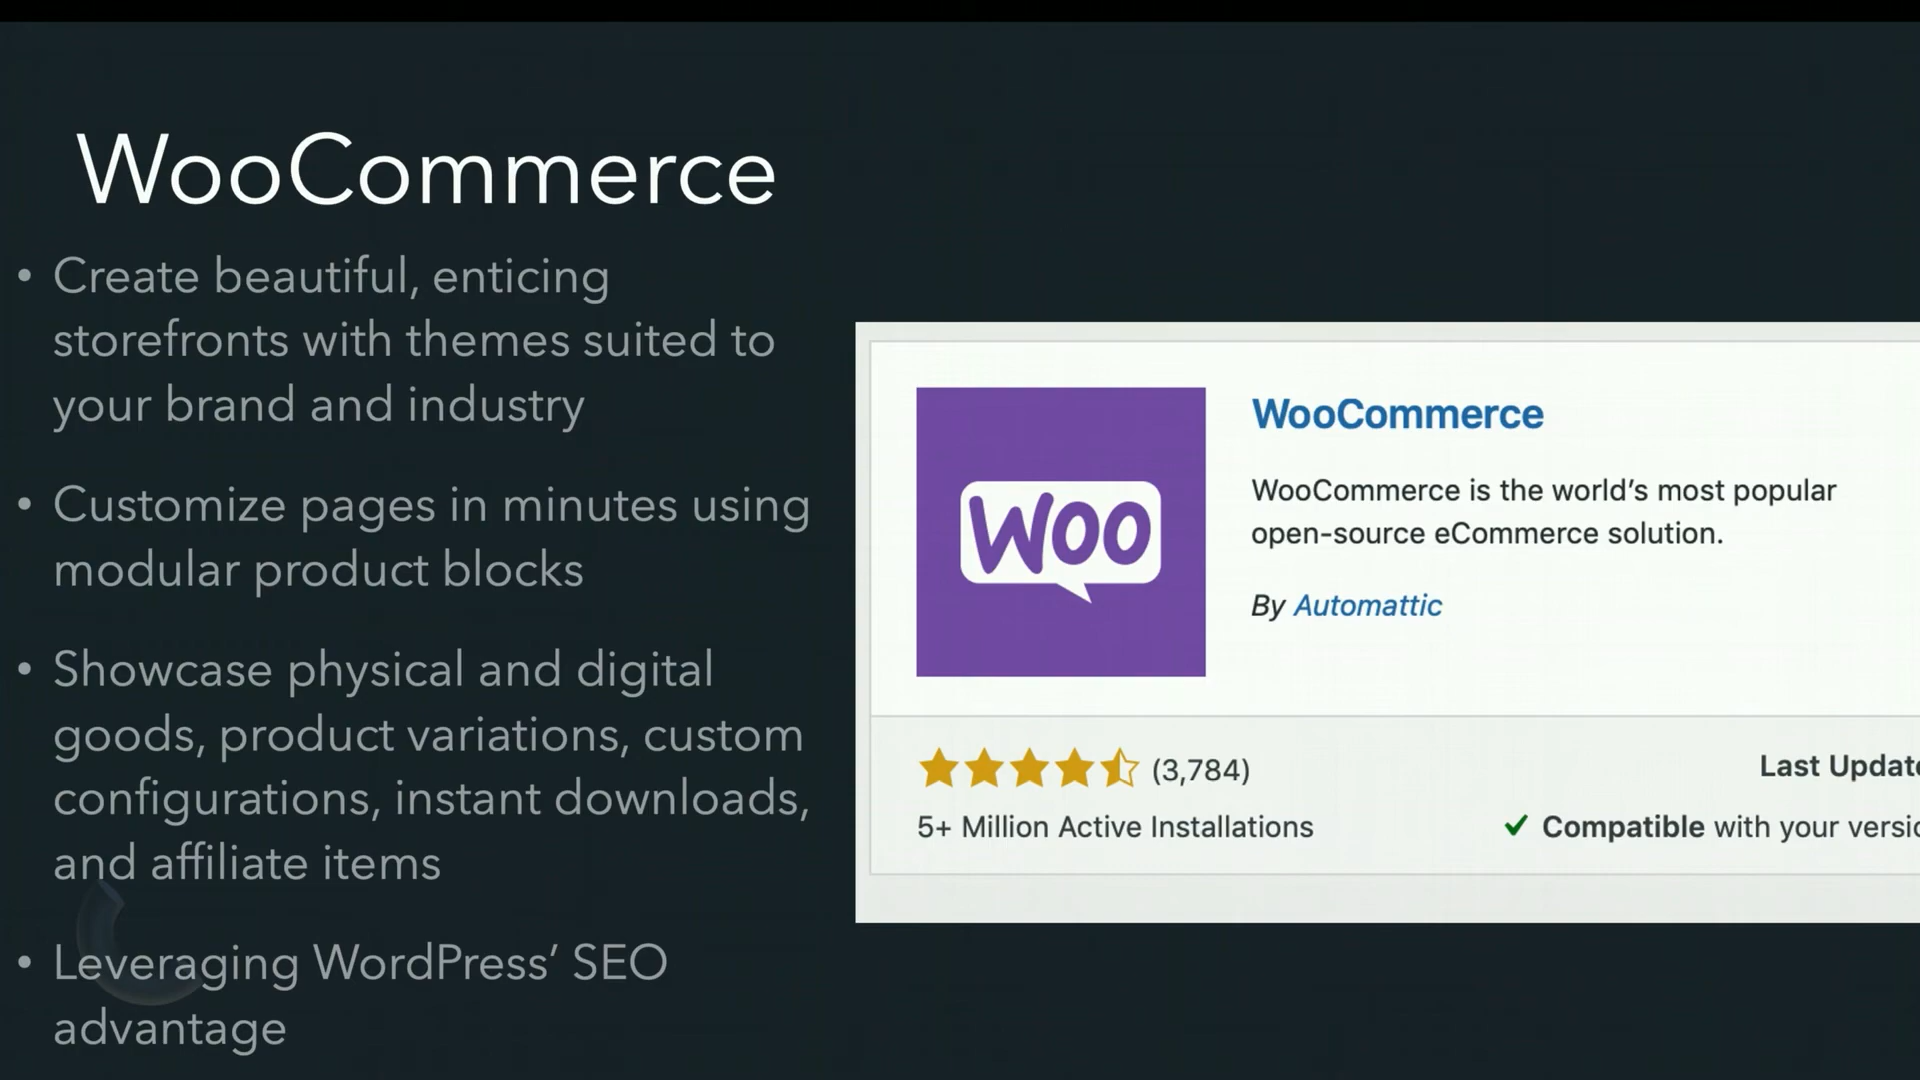 WooCommerce
• Create beautiful, enticing
storefronts with themes suited to
your brand and industry
• Customize pages in minutes using
modular product blocks
• Showcase physical and digital
goods, product variations, custom
configurations, instant downloads,
and affiliate items
• Leveraging WordPress’ SEO
advantage
Woo
WooCommerce
WooCommerce is the world’s most popular
open-source eCommerce solution.
By Automattic
(3,784)
Last Update
5+ Million Active Installations
Compatible with your versio